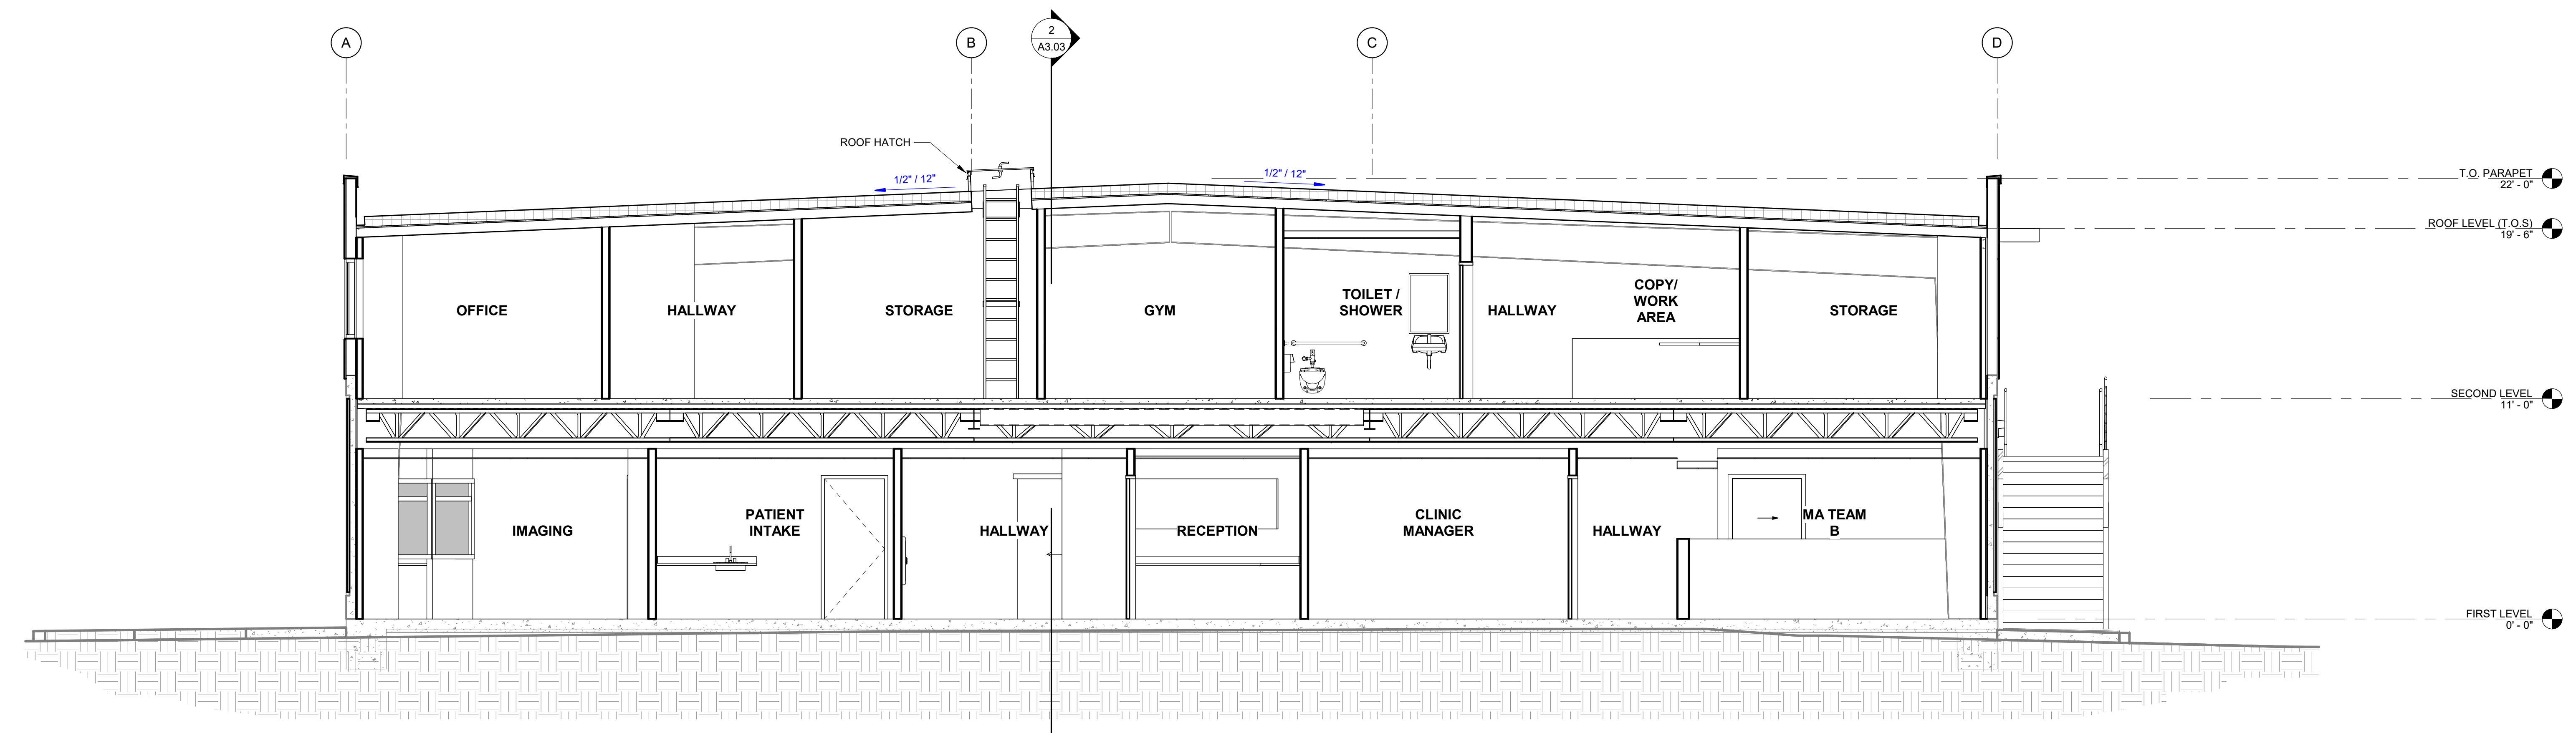 A
B
2
A3.03
C
D
ROOF HATCH
1/2" / 12"
1/2" / 12"
T.O. PARAPET
22' - 0"
ROOF LEVEL (T.O.S)
19' - 6"
OFFICE
HALLWAY
STORAGE
GYM
TOILET /
SHOWER
HALLWAY
COPY/
WORK
AREA
STORAGE
SECOND LEVEL
11' - 0"
IMAGING
PATIENT
INTAKE
HALLWAY
RECEPTION
CLINIC
MANAGER
HALLWAY
MA TEAM
B
FIRST LEVEL
0' - 0"